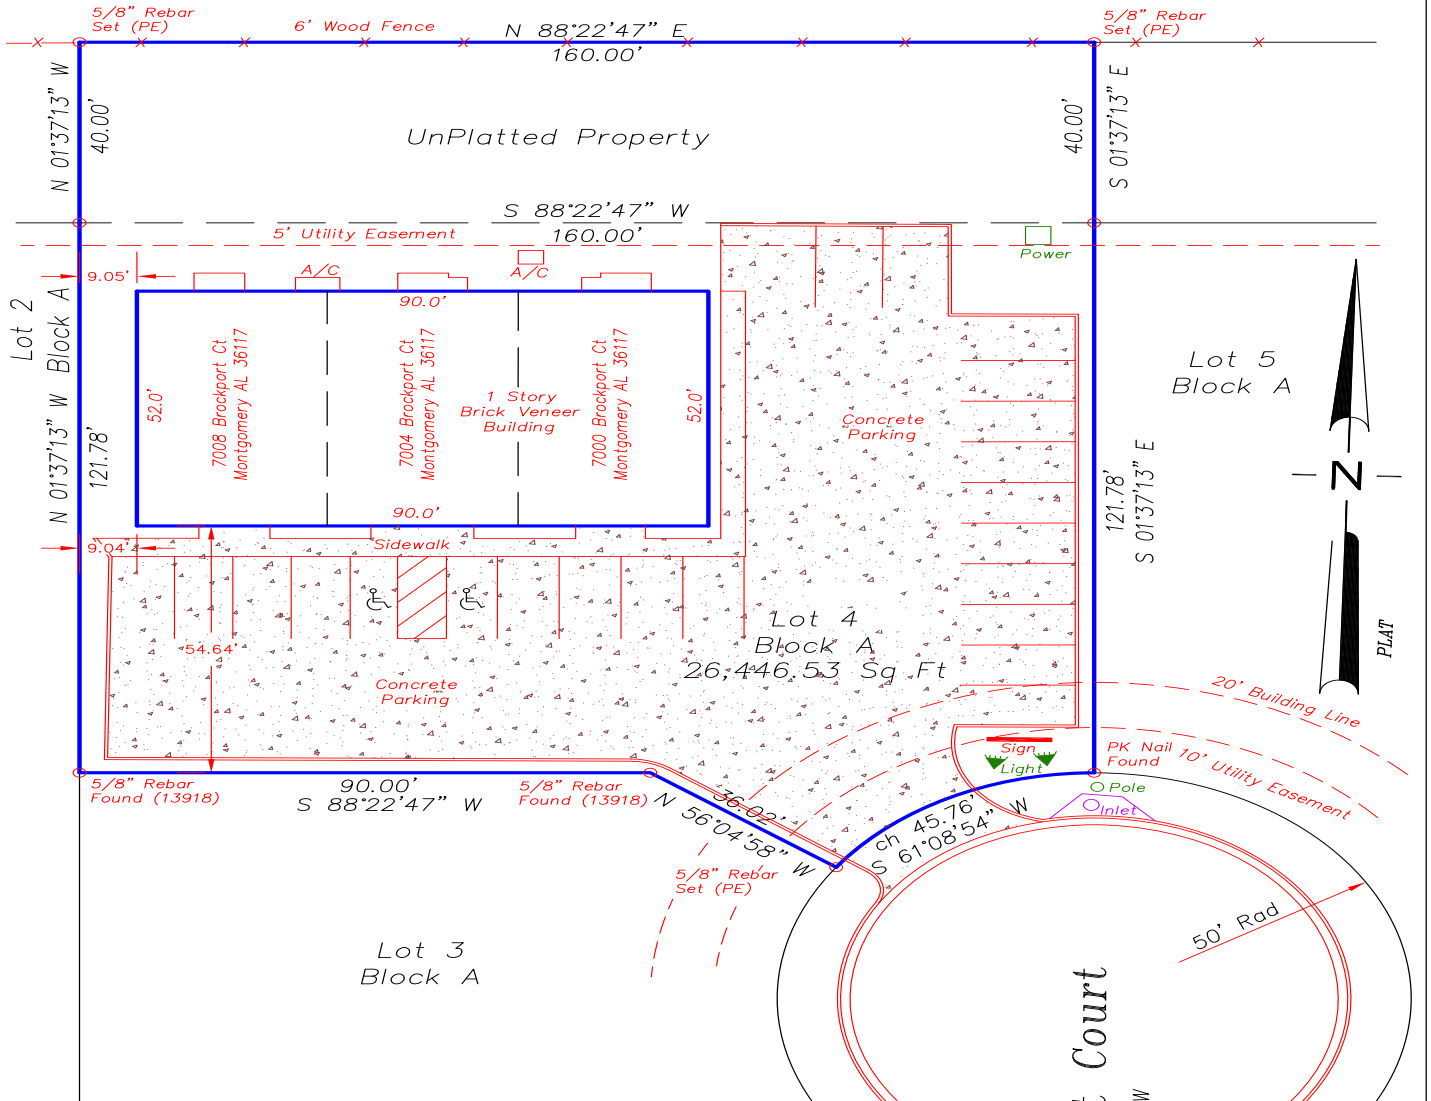 5/8" Rebar
Set (PE)
6' Wood Fence
N 88°22'47" E
160.00'
5/8" Rebar
Set (PE)
N 01°37'13" W
40.00'
UnPlatted Property
40.00'
S 01°37'13" E
S 88°22'47" W
160.00'
5' Utility Easement
Power
9.05'
A/C
A/C
90.0'
Lot 2
Block A
N 01°37'13" W
121.78'
52.0'
7008 Brockport Ct
Montgomery AL 36117
7004 Brockport Ct
Montgomery AL 36117
1 Story
Brick Veneer
Building
7000 Brockport Ct
Montgomery AL 36117
52.0'
90.0'
Concrete
Parking
Lot 5
Block A
121.78'
S 01°37'13" E
N
PLAT
9.04'
Sidewalk
54.64'
Lot 4
Block A
26,446.53 Sq Ft
Concrete
Parking
20' Building Line
10' Utility Easement
Sign
Light
PK Nail
Found
Pole
Inlet
5/8" Rebar
Found (13918)
90.00'
S 88°22'47" W
5/8" Rebar
Found (13918)
36.02'
N 56°04'58" W
ch 45.76'
S 61°08'54" W
5/8" Rebar
Set (PE)
Lot 3
Block A
50' Rad
Court
W